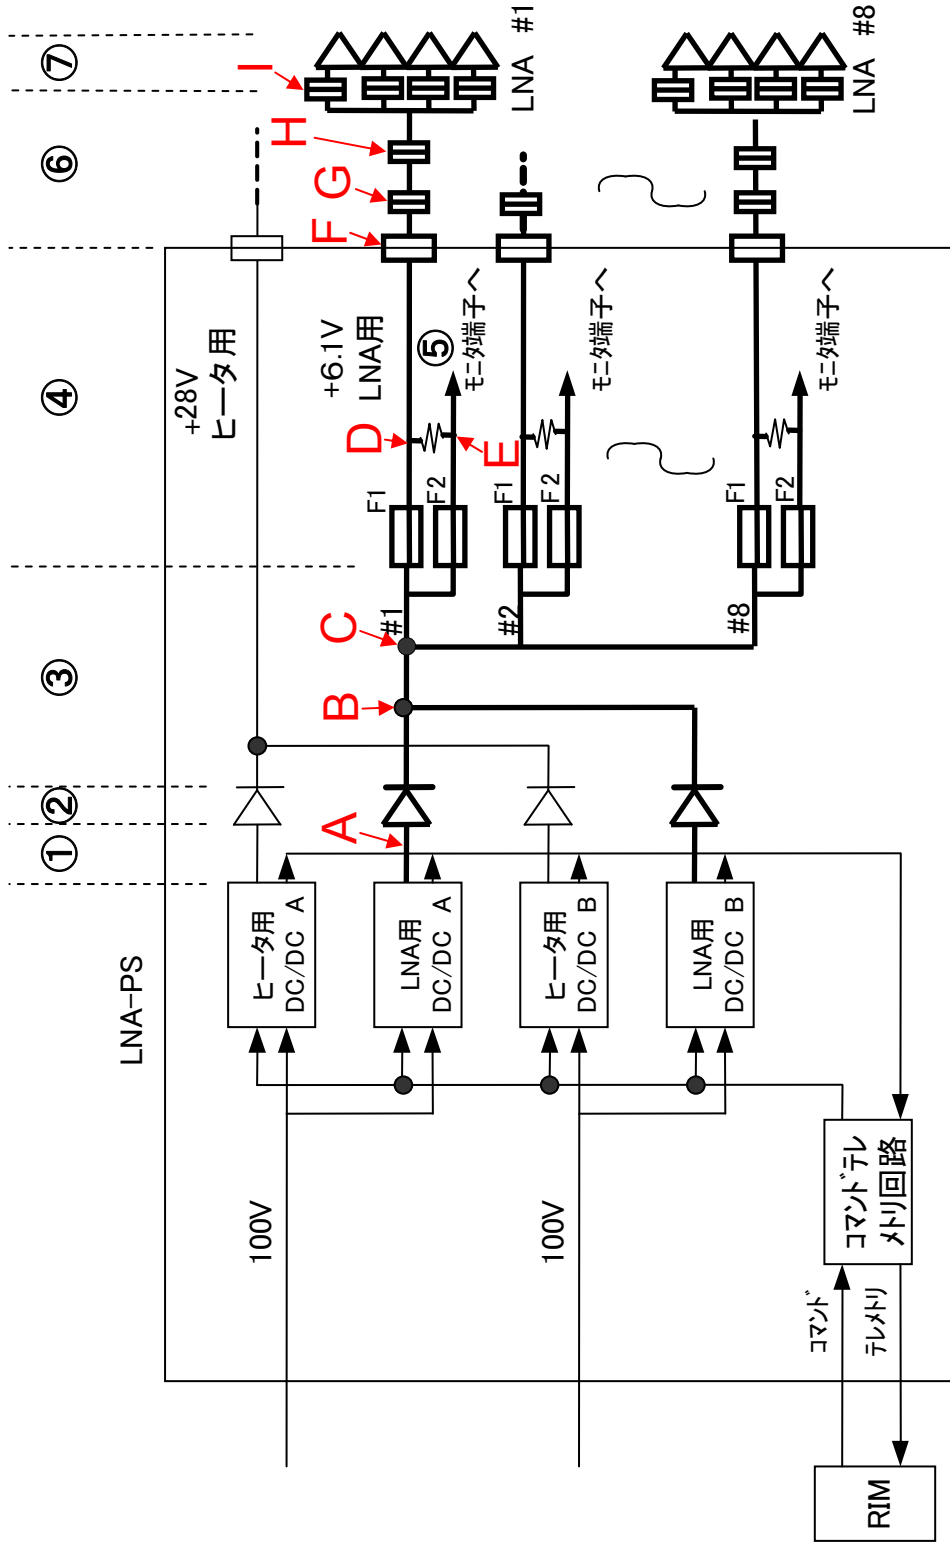 LNA-PS
①
②
③
④
⑥
⑦
RIM
コマンド
テレメトリ
コマンドテレ
メトリ回路
100V
100V
ヒータ用
DC/DC A
LNA用
DC/DC A
ヒータ用
DC/DC B
LNA用
DC/DC B
A
B
C
D
E
F
G
H
I
+28V
ヒータ用
+6.1V
LNA用
⑤
#1
F1
F2
モニタ端子へ
#2
F1
F2
モニタ端子へ
#8
F1
F2
モニタ端子へ
LNA #1
LNA #8